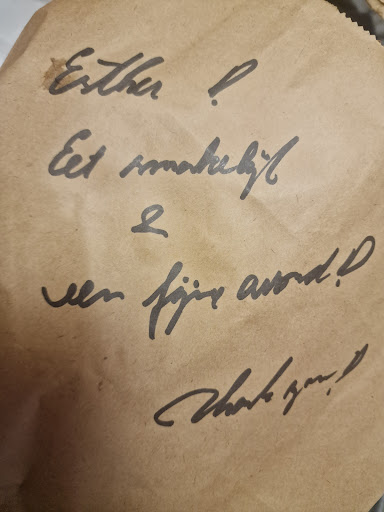 Esther !
Eet smakelijk
&
een fijne avond!
Thank you!